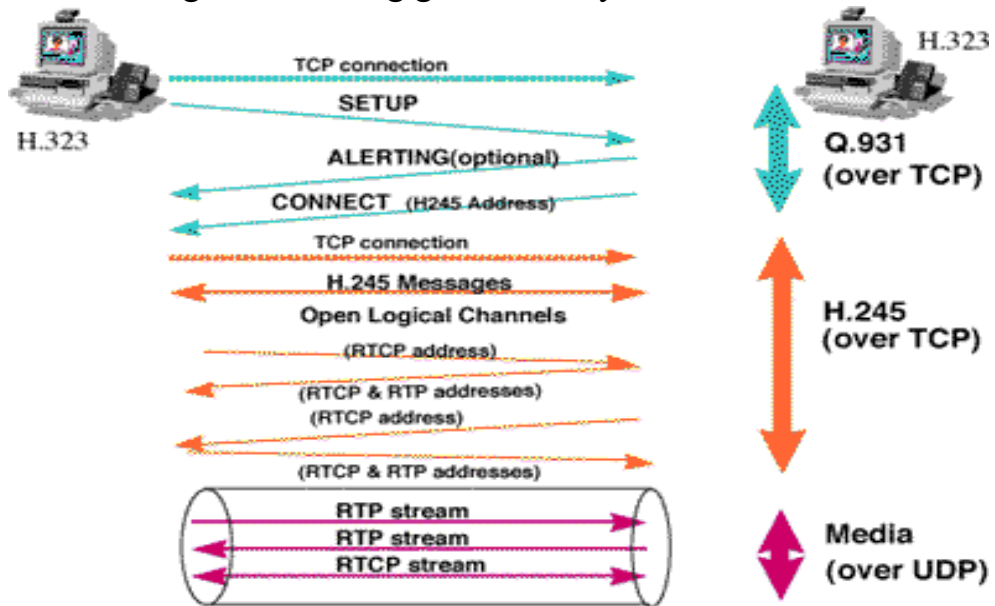 H.323
TCP connection
SETUP
H.323
ALERTING(optional)
Q.931
(over TCP)
CONNECT (H245 Address)
TCP connection
H.245 Messages
Open Logical Channels
H.245
(over TCP)
(RTCP address)
(RTCP & RTP addresses)
(RTCP address)
(RTCP & RTP addresses)
RTP stream
RTP stream
RTCP stream
Media
(over UDP)